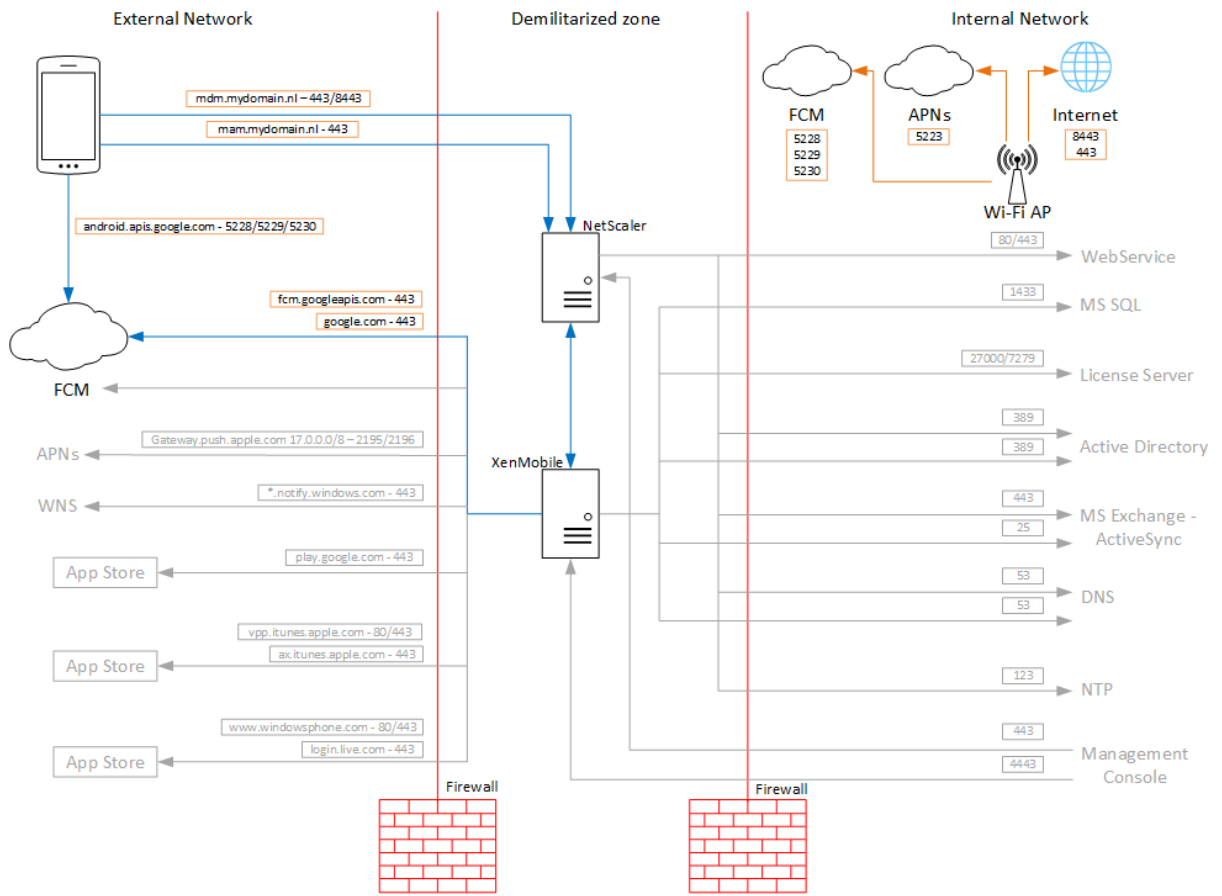 External Network
Demilitarized zone
Internal Network
mdm.mydomain.nl – 443/8443
mam.mydomain.nl - 443
android.apis.google.com - 5228/5229/5230
fcm.googleapis.com - 443
google.com - 443
FCM
Gateway.push.apple.com 17.0.0.0/8 – 2195/2196
APNs
*.notify.windows.com - 443
WNS
play.google.com - 443
App Store
vpp.itunes.apple.com - 80/443
ax.itunes.apple.com - 443
App Store
www.windowsphone.com - 80/443
login.live.com - 443
App Store
Firewall
NetScaler
XenMobile
Firewall
FCM
5228
5229
5230
APNs
5223
Internet
8443
443
Wi-Fi AP
80/443
WebService
1433
MS SQL
27000/7279
License Server
389
389
Active Directory
443
25
MS Exchange -
ActiveSync
53
53
DNS
123
NTP
443
4443
Management
Console